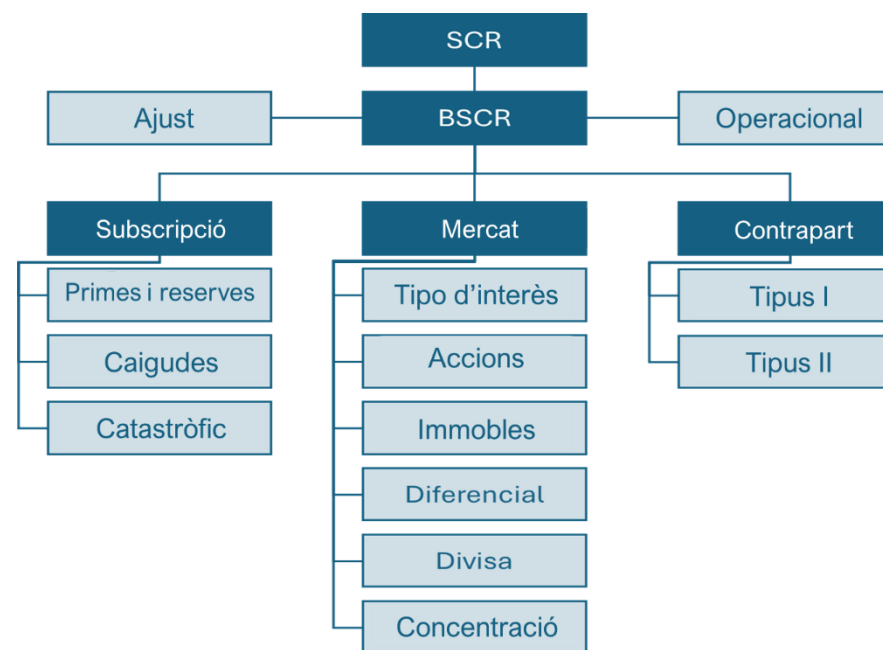 SCR
Ajust
BSCR
Operacional
Subscripció
Mercat
Contrapart
Primes i reserves
Tipo d'interès
Tipus I
Caigudes
Accions
Tipus II
Catastròfic
Immobles
Diferencial
Divisa
Concentració